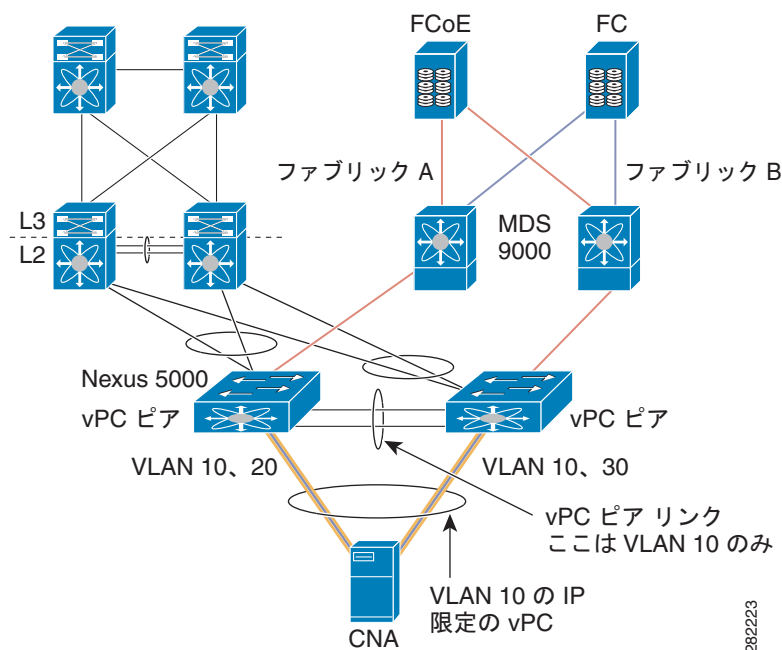 FCoE
FC
ファブリック A
ファブリック B
L3
L2
MDS
9000
Nexus 5000
vPC ピア
vPC ピア
VLAN 10、20
VLAN 10、30
vPC ピア リンク
ここは VLAN 10 のみ
VLAN 10 の IP
限定の vPC
CNA
282223